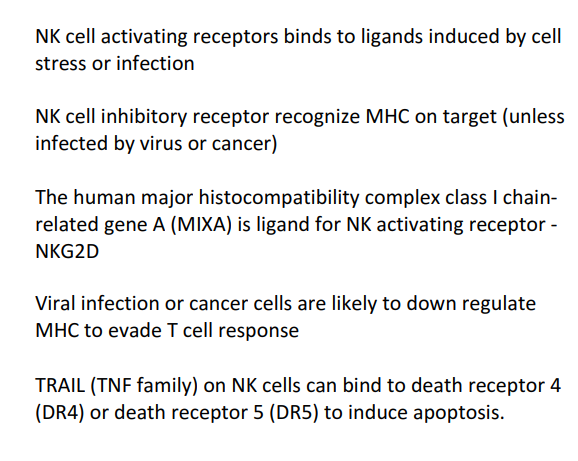 NK cell activating receptors binds to ligands induced by cell
stress or infection
NK cell inhibitory receptor recognize MHC on target (unless
infected by virus or cancer)
The human major histocompatibility complex class I chain-
related gene A (MIXA) is ligand for NK activating receptor -
NKG2D
Viral infection or cancer cells are likely to down regulate
MHC to evade T cell response
TRAIL (TNF family) on NK cells can bind to death receptor 4
(DR4) or death receptor 5 (DR5) to induce apoptosis.